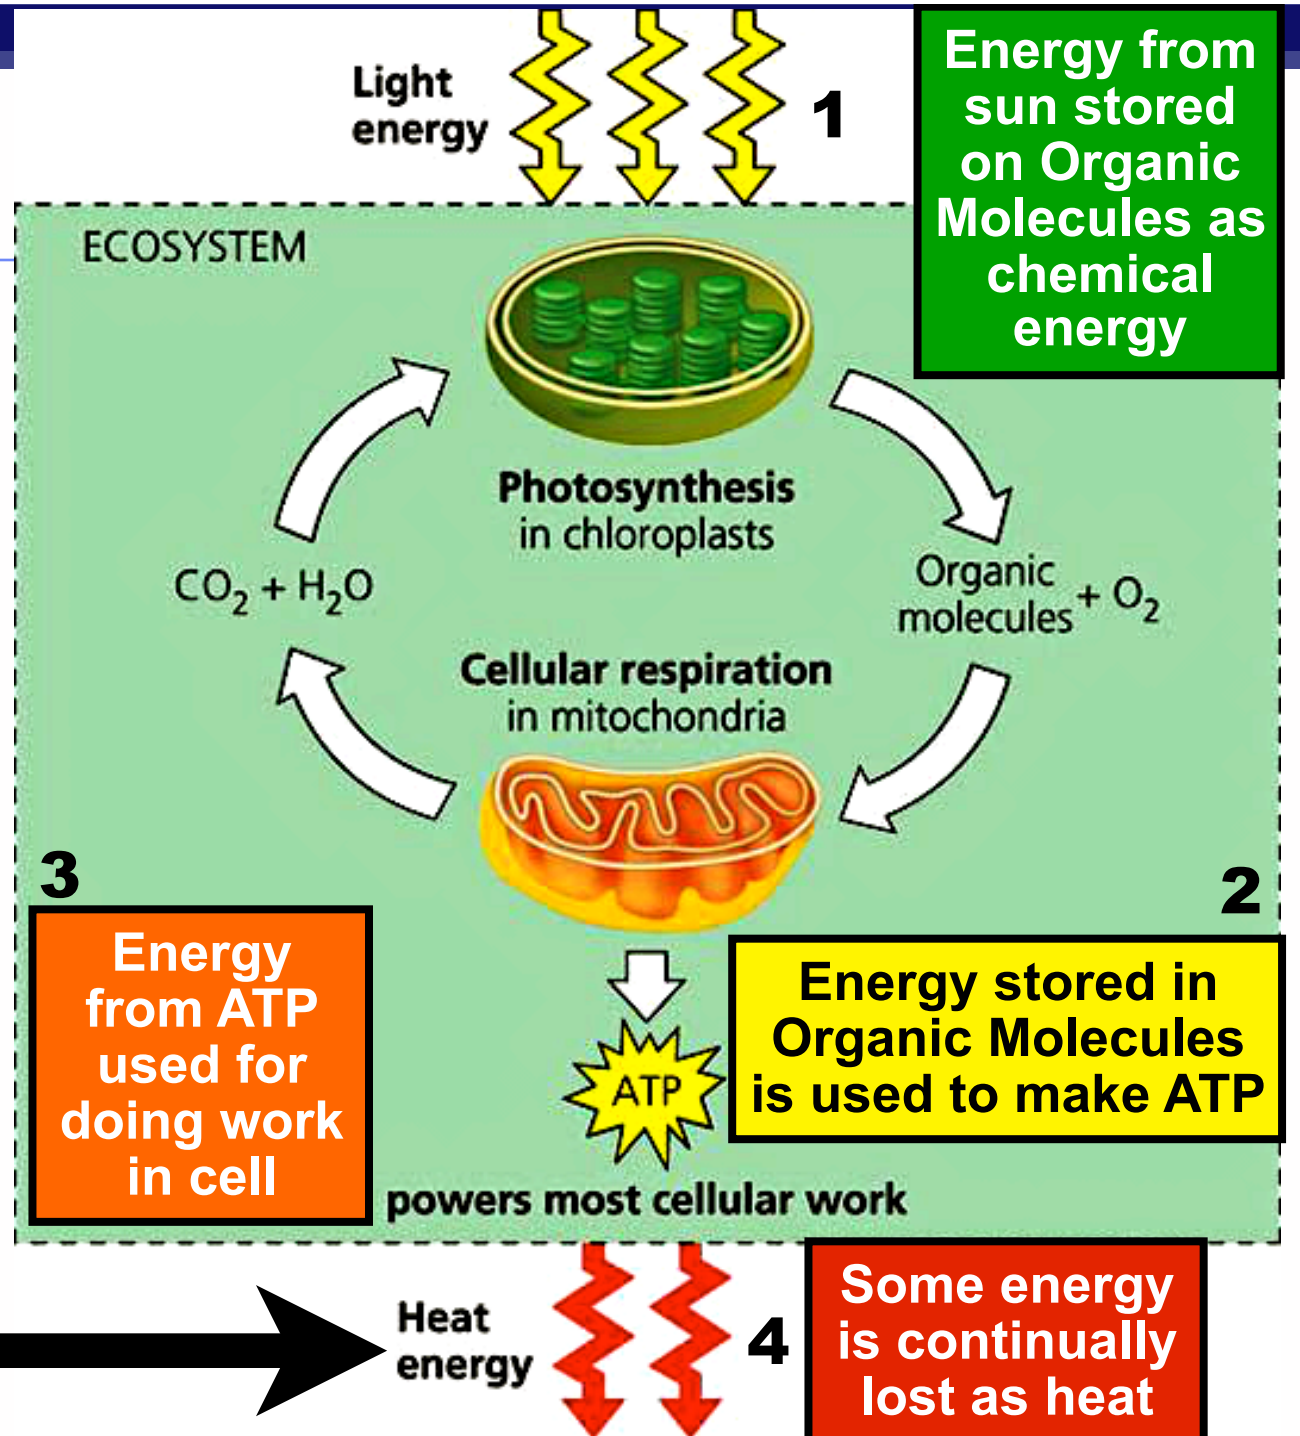 Light
energy
1
Energy from
sun stored
on Organic
Molecules as
chemical
energy
ECOSYSTEM
Photosynthesis
in chloroplasts
CO₂ + H₂O
Organic
molecules + O₂
Cellular respiration
in mitochondria
3
2
Energy
from ATP
used for
doing work
in cell
Energy stored in
Organic Molecules
is used to make ATP
ATP
powers most cellular work
Heat
energy
4
Some energy
is continually
lost as heat